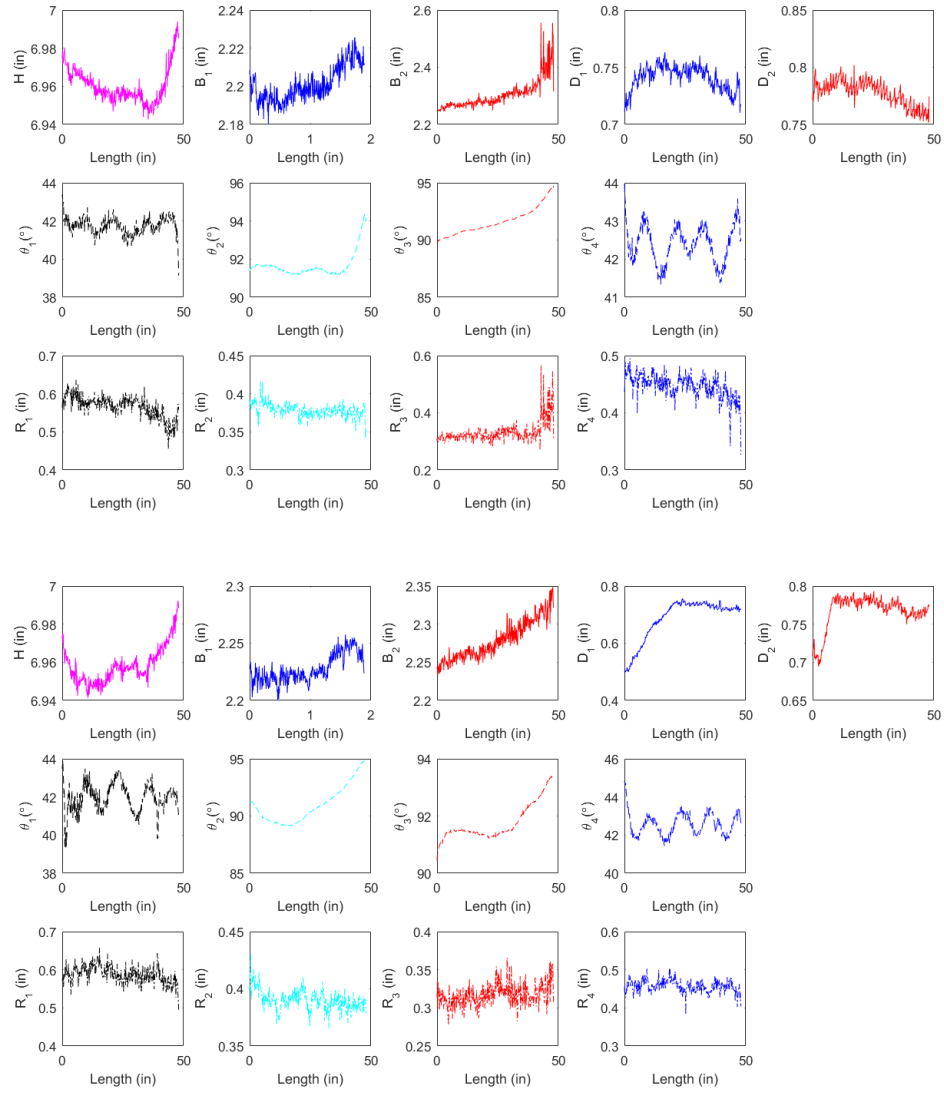 7
6.98
6.96
6.94
H (in)
0
50
Length (in)
2.24
2.22
2.2
2.18
B1 (in)
0
1
2
Length (in)
2.6
2.4
2.2
B2 (in)
0
50
Length (in)
0.8
0.75
0.7
D1 (in)
0
50
Length (in)
0.85
0.8
0.75
D2 (in)
0
50
Length (in)
44
42
40
38
θ1(°)
0
50
Length (in)
96
94
92
90
θ2(°)
0
50
Length (in)
95
90
85
θ3(°)
0
50
Length (in)
44
43
42
41
θ4(°)
0
50
Length (in)
0.7
0.6
0.5
0.4
R1 (in)
0
50
Length (in)
0.45
0.4
0.35
0.3
R2 (in)
0
50
Length (in)
0.6
0.4
0.2
R3 (in)
0
50
Length (in)
0.5
0.4
0.3
R4 (in)
0
50
Length (in)
7
6.98
6.96
6.94
H (in)
0
50
Length (in)
2.3
2.25
2.2
B1 (in)
0
1
2
Length (in)
2.35
2.3
2.25
2.2
B2 (in)
0
50
Length (in)
0.8
0.6
0.4
D1 (in)
0
50
Length (in)
0.8
0.75
0.7
0.65
D2 (in)
0
50
Length (in)
44
42
40
38
θ1(°)
0
50
Length (in)
95
90
85
θ2(°)
0
50
Length (in)
94
92
90
θ3(°)
0
50
Length (in)
46
44
42
40
θ4(°)
0
50
Length (in)
0.7
0.6
0.5
0.4
R1 (in)
0
50
Length (in)
0.45
0.4
0.35
R2 (in)
0
50
Length (in)
0.4
0.35
0.3
0.25
R3 (in)
0
50
Length (in)
0.6
0.5
0.4
0.3
R4 (in)
0
50
Length (in)